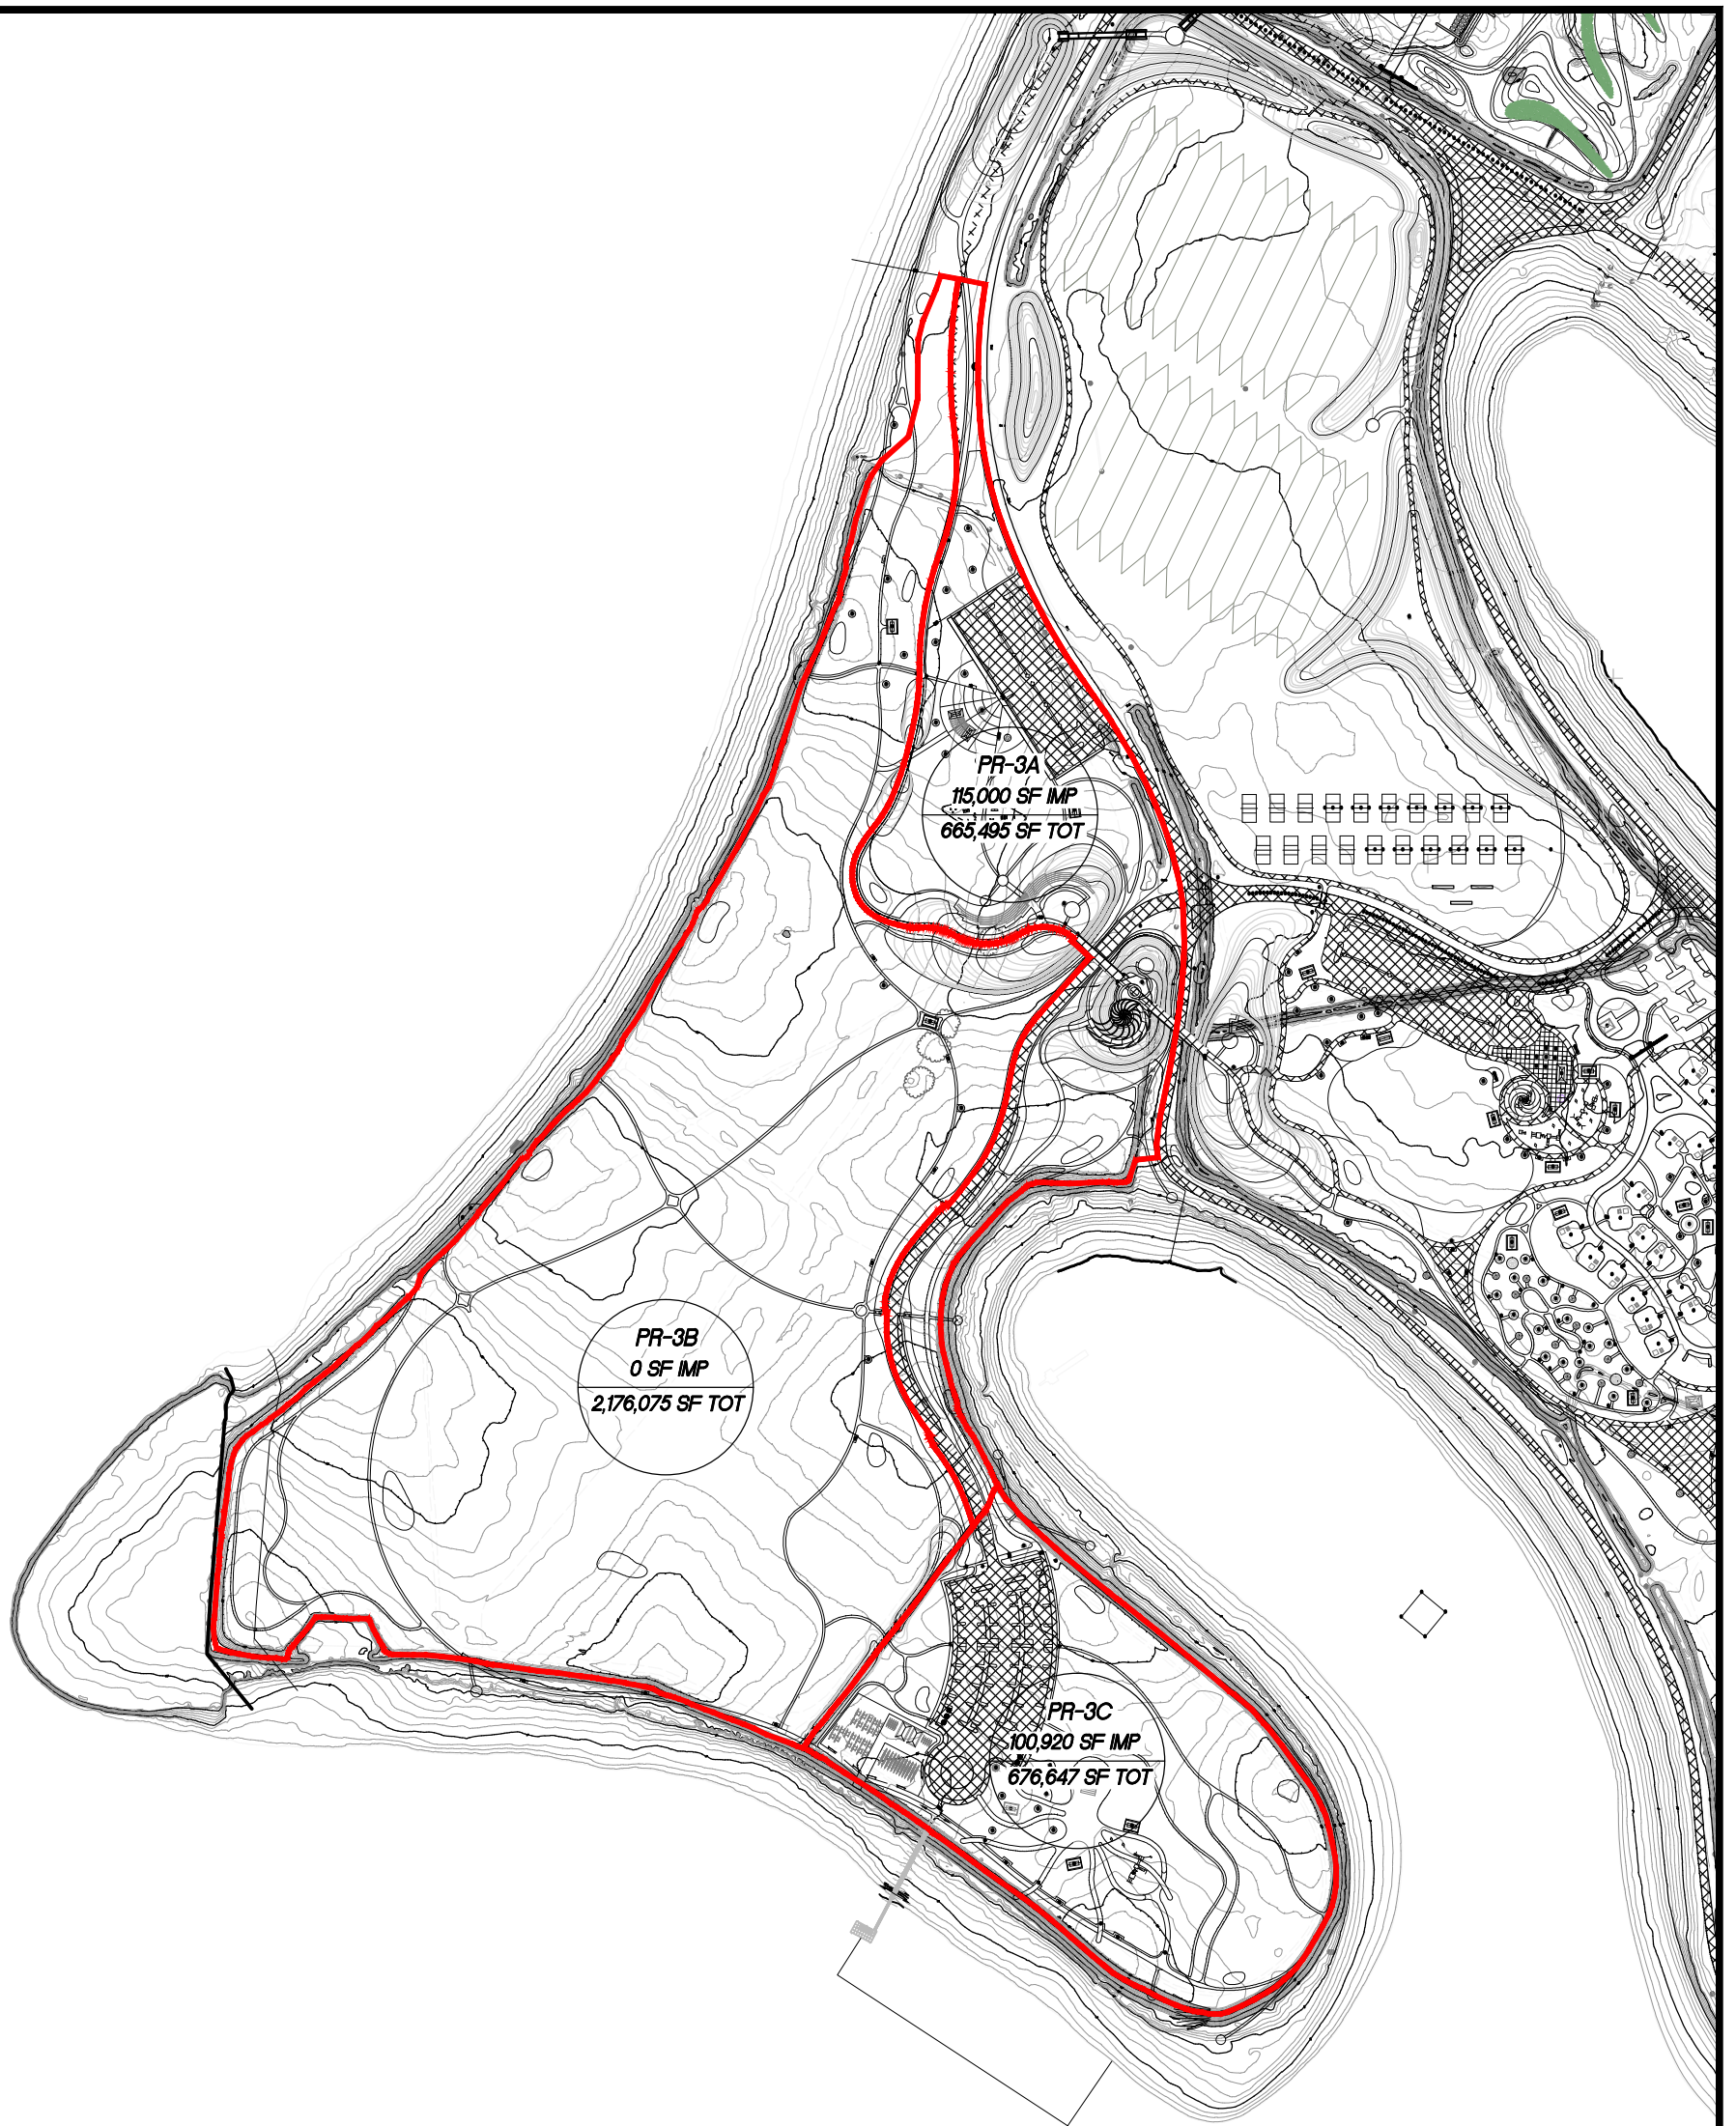 PR-3A
115,000 SF IMP
665,495 SF TOT
PR-3B
0 SF IMP
2,176,075 SF TOT
PR-3C
100,920 SF IMP
676,647 SF TOT